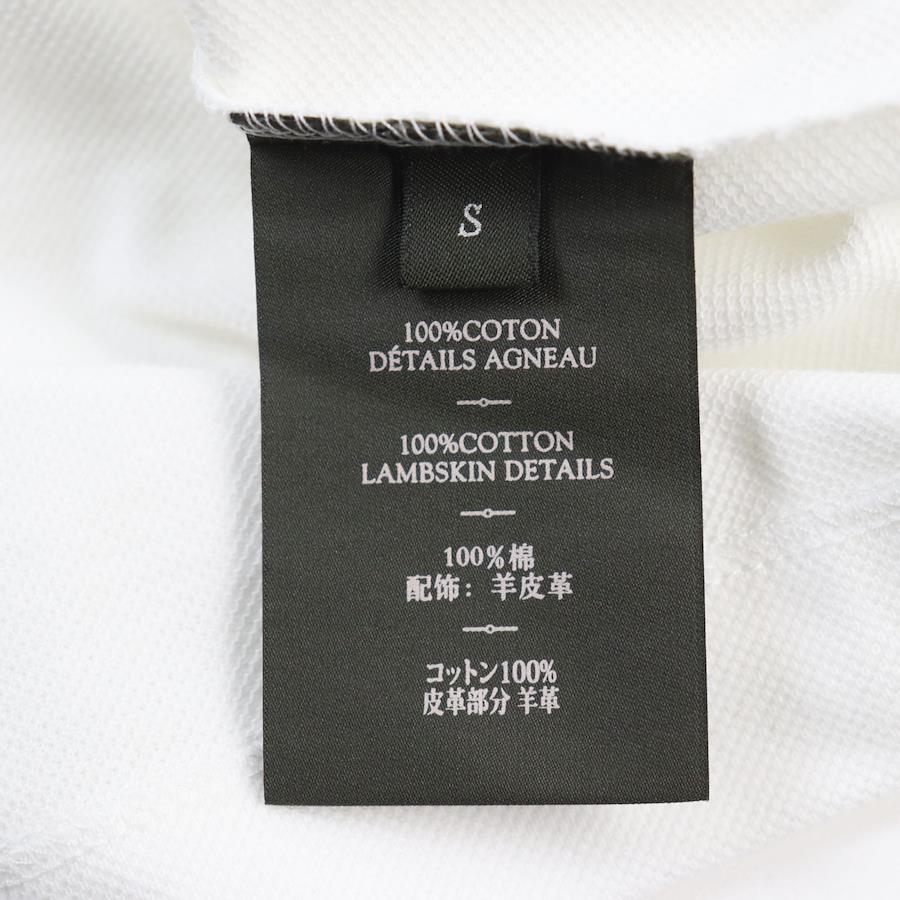 S
100%COTON
DÉTAILS AGNEAU
100%COTTON
LAMBSKIN DETAILS
100%棉
配饰：羊皮革
コットン100%
皮革部分 羊革